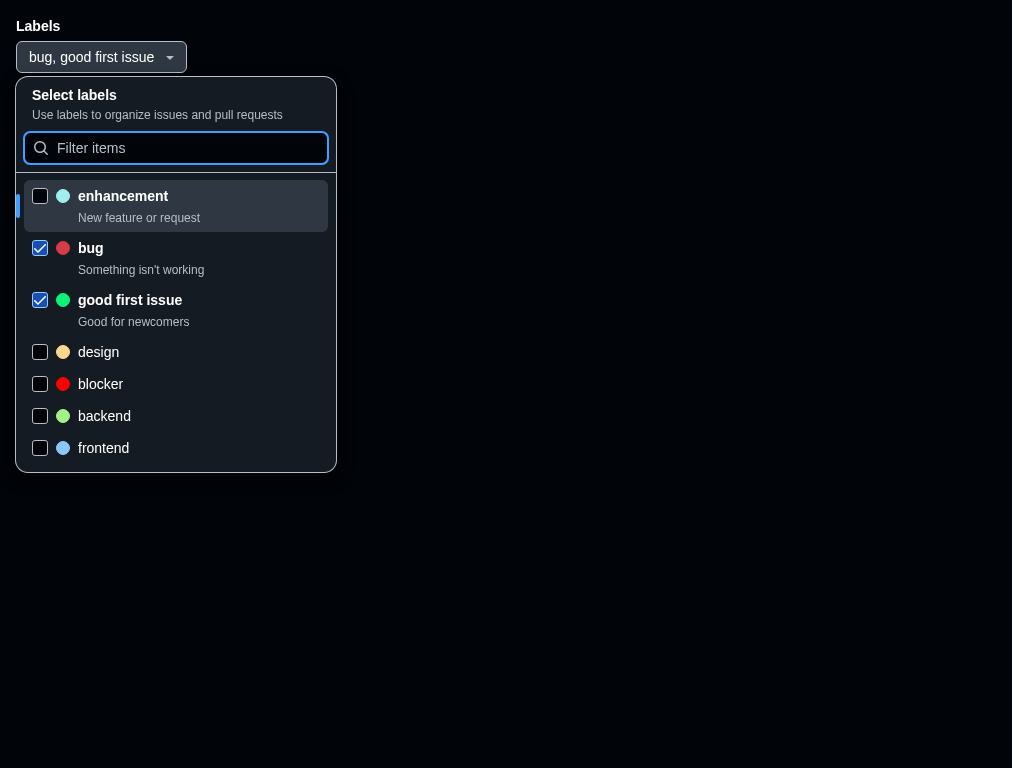 Labels
bug, good first issue
Select labels
Use labels to organize issues and pull requests
Filter items
enhancement
New feature or request
bug
Something isn't working
good first issue
Good for newcomers
design
blocker
backend
frontend